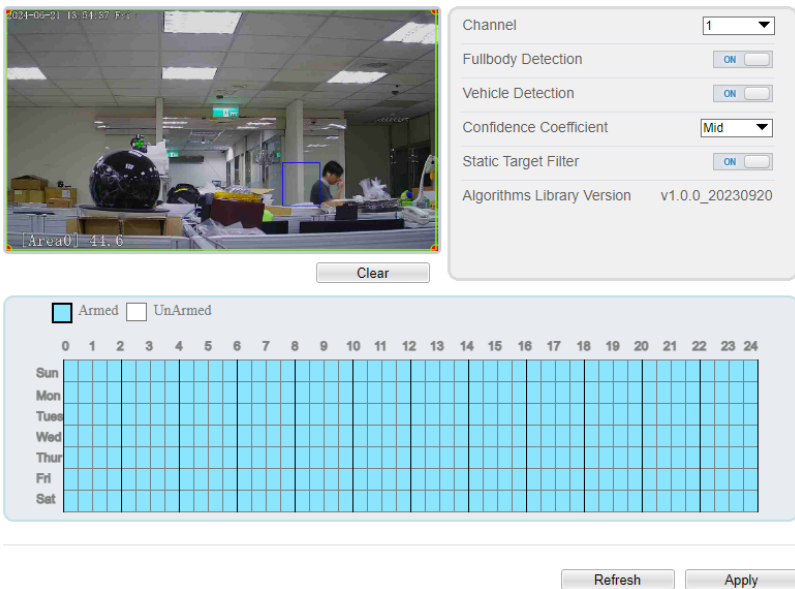 2024-06-21 13:04:37 Fri
[Area0] 44.6
Clear
Channel 1
Fullbody Detection ON
Vehicle Detection ON
Confidence Coefficient Mid
Static Target Filter ON
Algorithms Library Version v1.0.0_20230920
Armed UnArmed
0 1 2 3 4 5 6 7 8 9 10 11 12 13 14 15 16 17 18 19 20 21 22 23 24
Sun
Mon
Tues
Wed
Thur
Fri
Sat
Refresh Apply